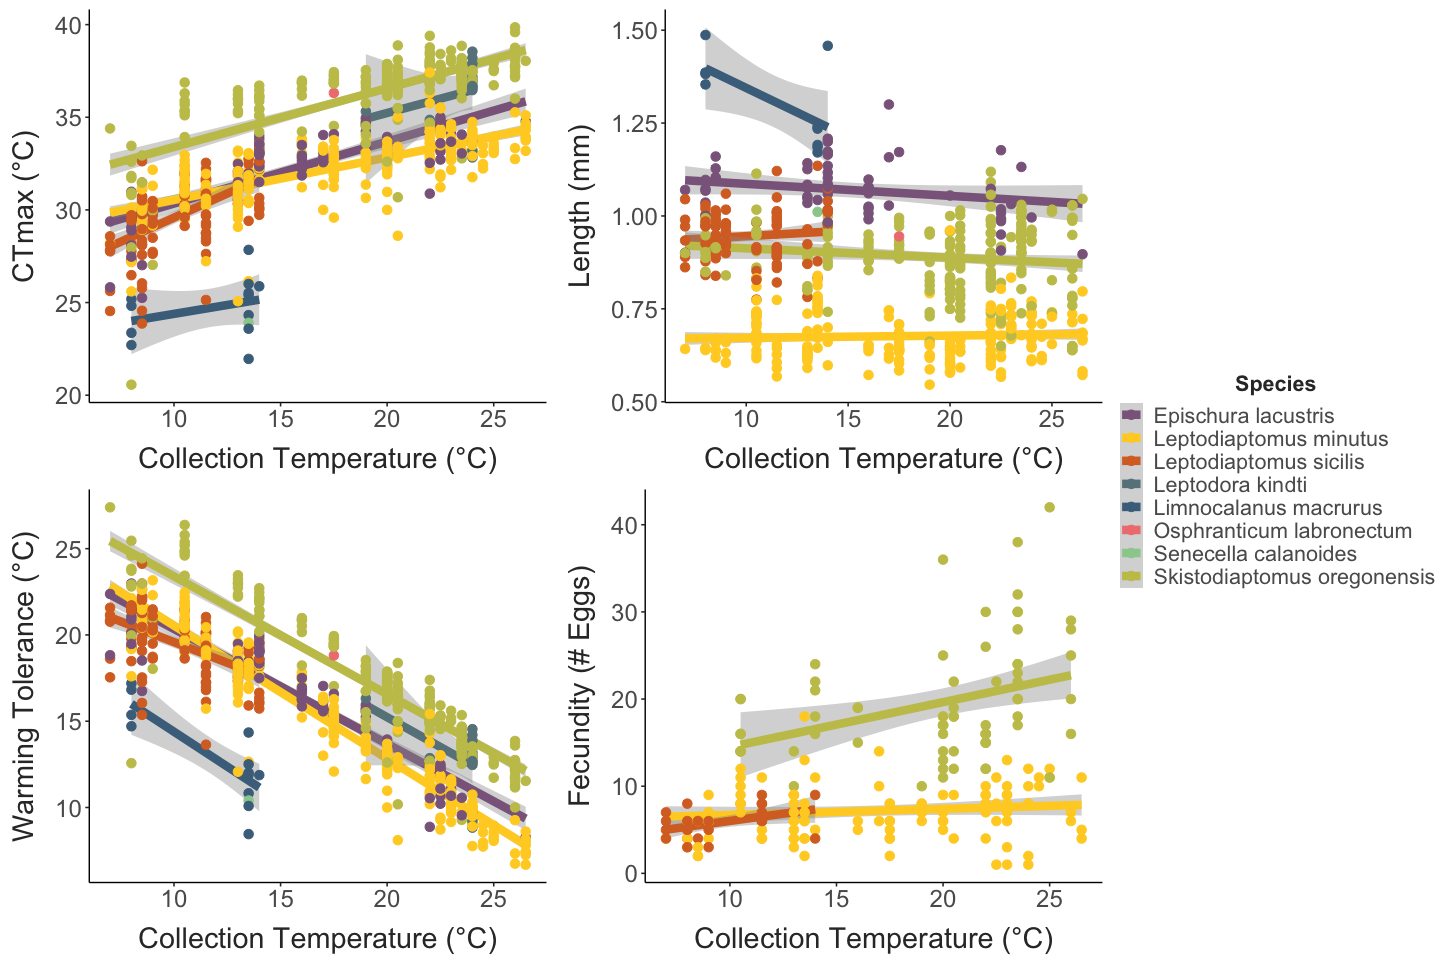 CTmax (°C)
40
35
30
25
20
10 15 20 25
Collection Temperature (°C)
Length (mm)
1.50
1.25
1.00
0.75
0.50
10 15 20 25
Collection Temperature (°C)
Warming Tolerance (°C)
25
20
15
10
10 15 20 25
Collection Temperature (°C)
Fecundity (# Eggs)
40
30
20
10
0
10 15 20 25
Collection Temperature (°C)
Species
Epischura lacustris
Leptodiaptomus minutus
Leptodiaptomus sicilis
Leptodora kindti
Limnocalanus macrurus
Osphranticum labronectum
Senecella calanoides
Skistodiaptomus oregonensis